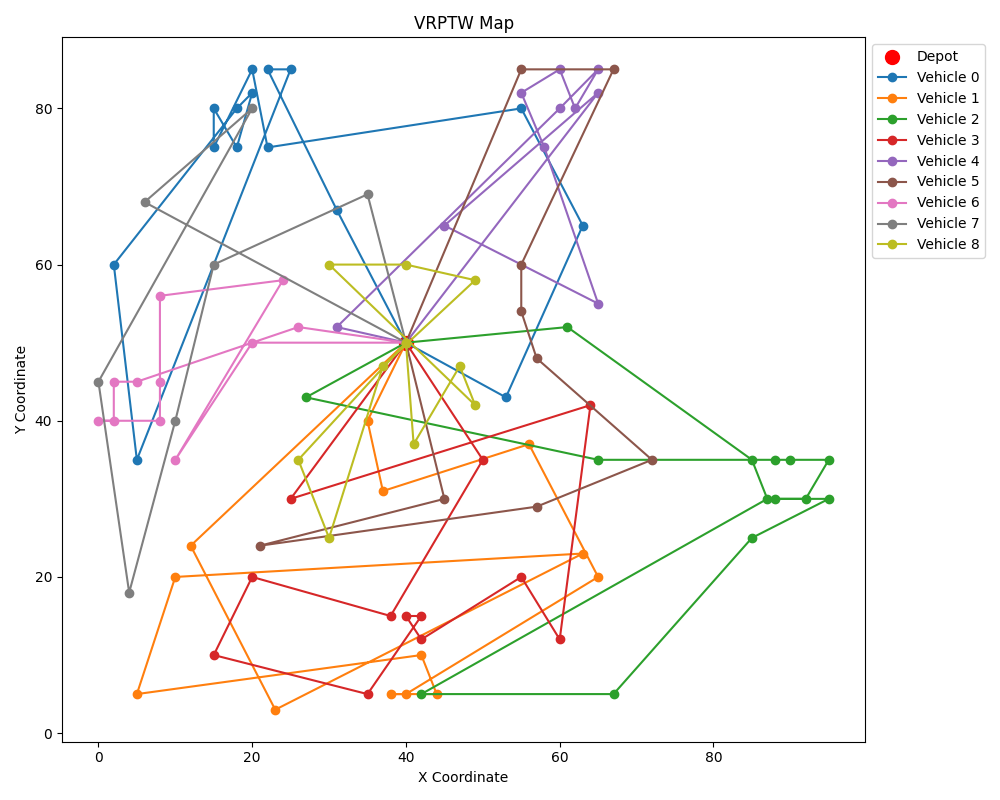 VRPTW Map
Depot
Vehicle 0
Vehicle 1
Vehicle 2
Vehicle 3
Vehicle 4
Vehicle 5
Vehicle 6
Vehicle 7
Vehicle 8
Y Coordinate
80
60
40
20
0
0 20 40 60 80
X Coordinate